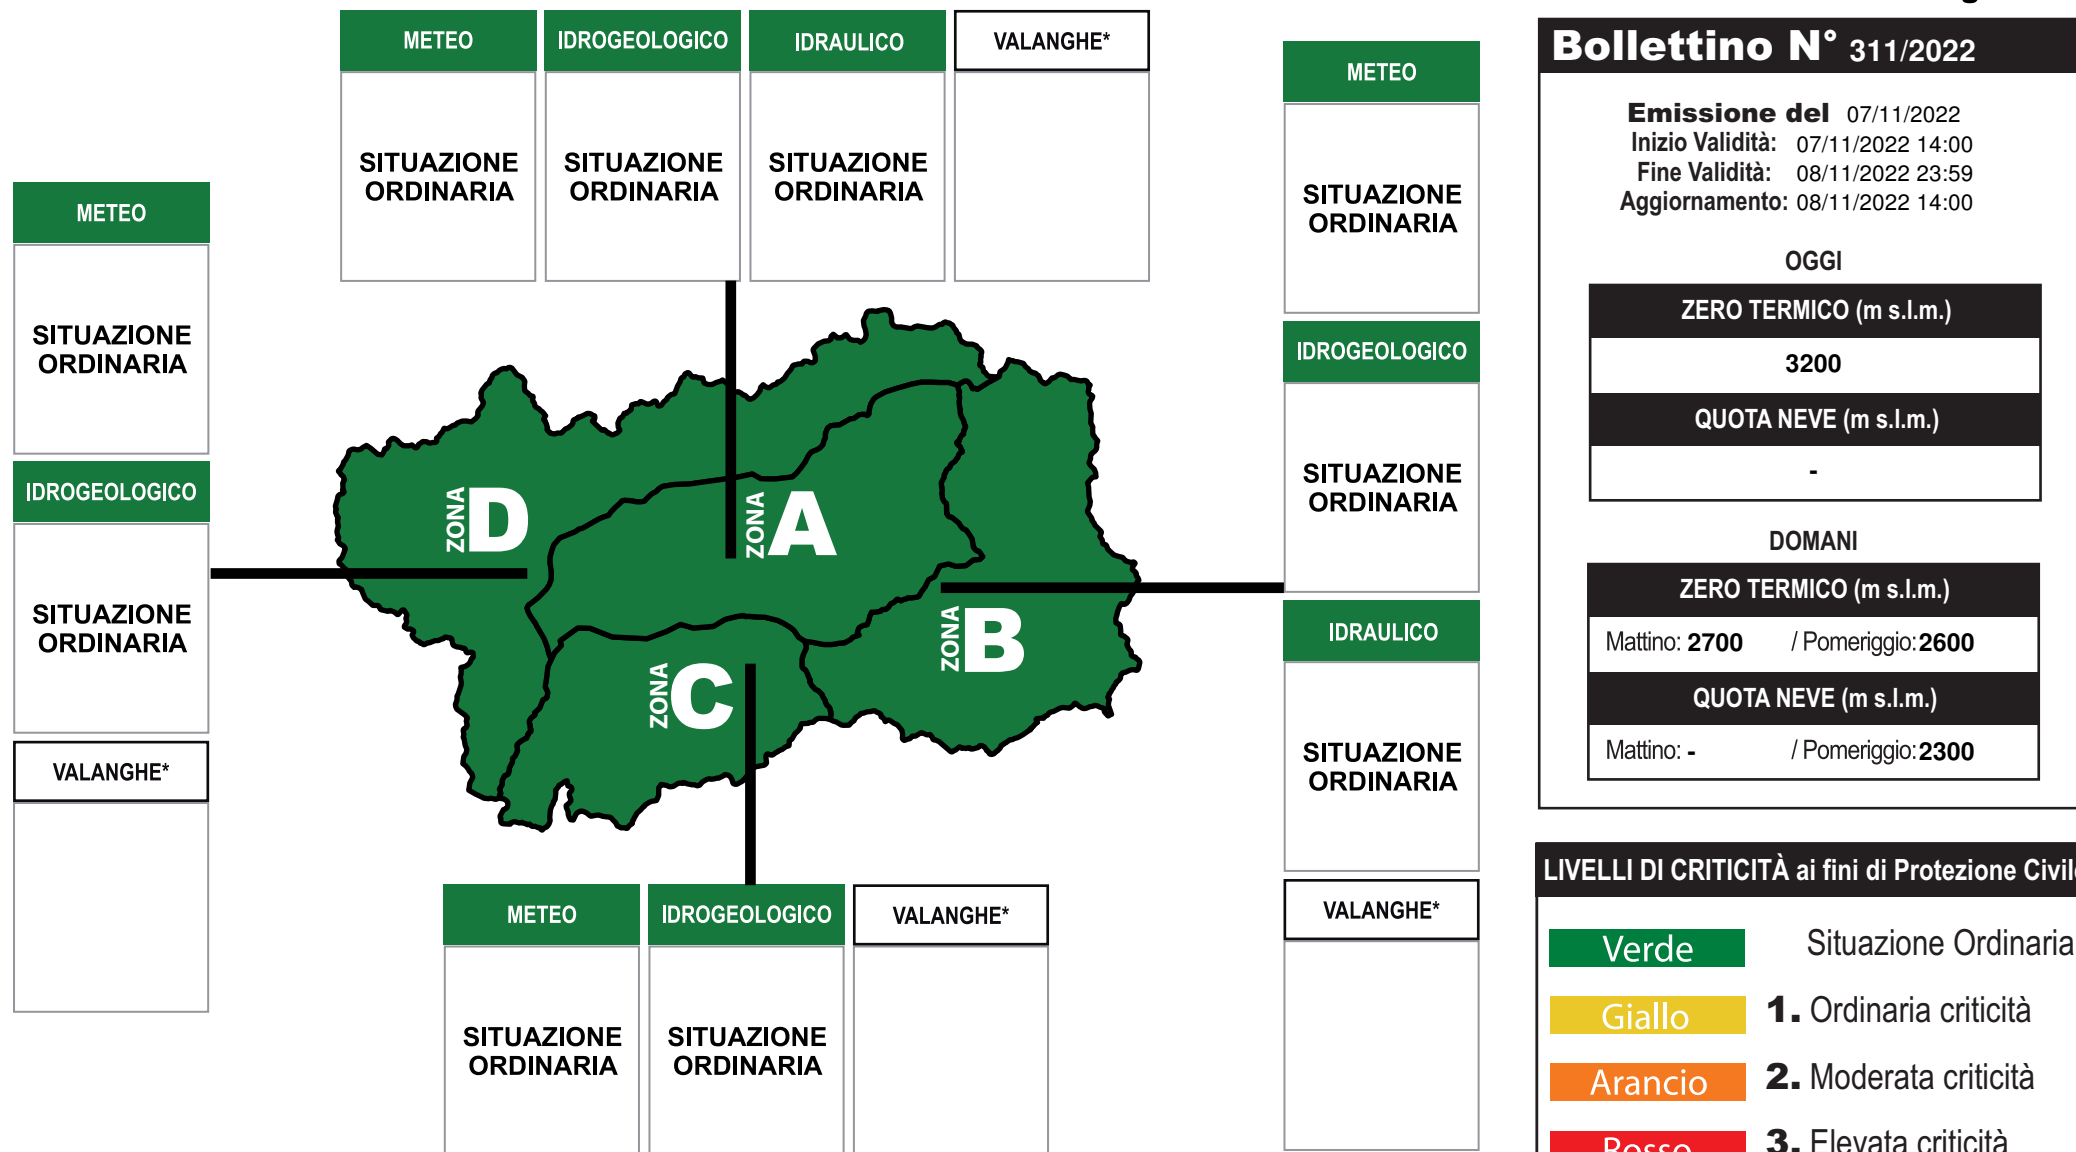 METEO IDROGEOLOGICO IDRAULICO VALANGHE*
SITUAZIONE ORDINARIA
SITUAZIONE ORDINARIA
SITUAZIONE ORDINARIA
METEO
SITUAZIONE
ORDINARIA
IDROGEOLOGICO
SITUAZIONE
ORDINARIA
VALANGHE*
ZONA D
ZONA A
ZONA B
ZONA C
METEO
SITUAZIONE
ORDINARIA
IDROGEOLOGICO
SITUAZIONE
ORDINARIA
IDRAULICO
SITUAZIONE
ORDINARIA
VALANGHE*
METEO IDROGEOLOGICO VALANGHE*
SITUAZIONE ORDINARIA
SITUAZIONE ORDINARIA
Bollettino N° 311/2022
Emissione del 07/11/2022
Inizio Validità: 07/11/2022 14:00
Fine Validità: 08/11/2022 23:59
Aggiornamento: 08/11/2022 14:00
OGGI
ZERO TERMICO (m s.l.m.)
3200
QUOTA NEVE (m s.l.m.)
-
DOMANI
ZERO TERMICO (m s.l.m.)
Mattino: 2700 / Pomeriggio: 2600
QUOTA NEVE (m s.l.m.)
Mattino: - / Pomeriggio: 2300
LIVELLI DI CRITICITÀ ai fini di Protezione Civile
Verde Situazione Ordinaria
Giallo 1. Ordinaria criticità
Arancio 2. Moderata criticità
Rosso 3. Elevata criticità